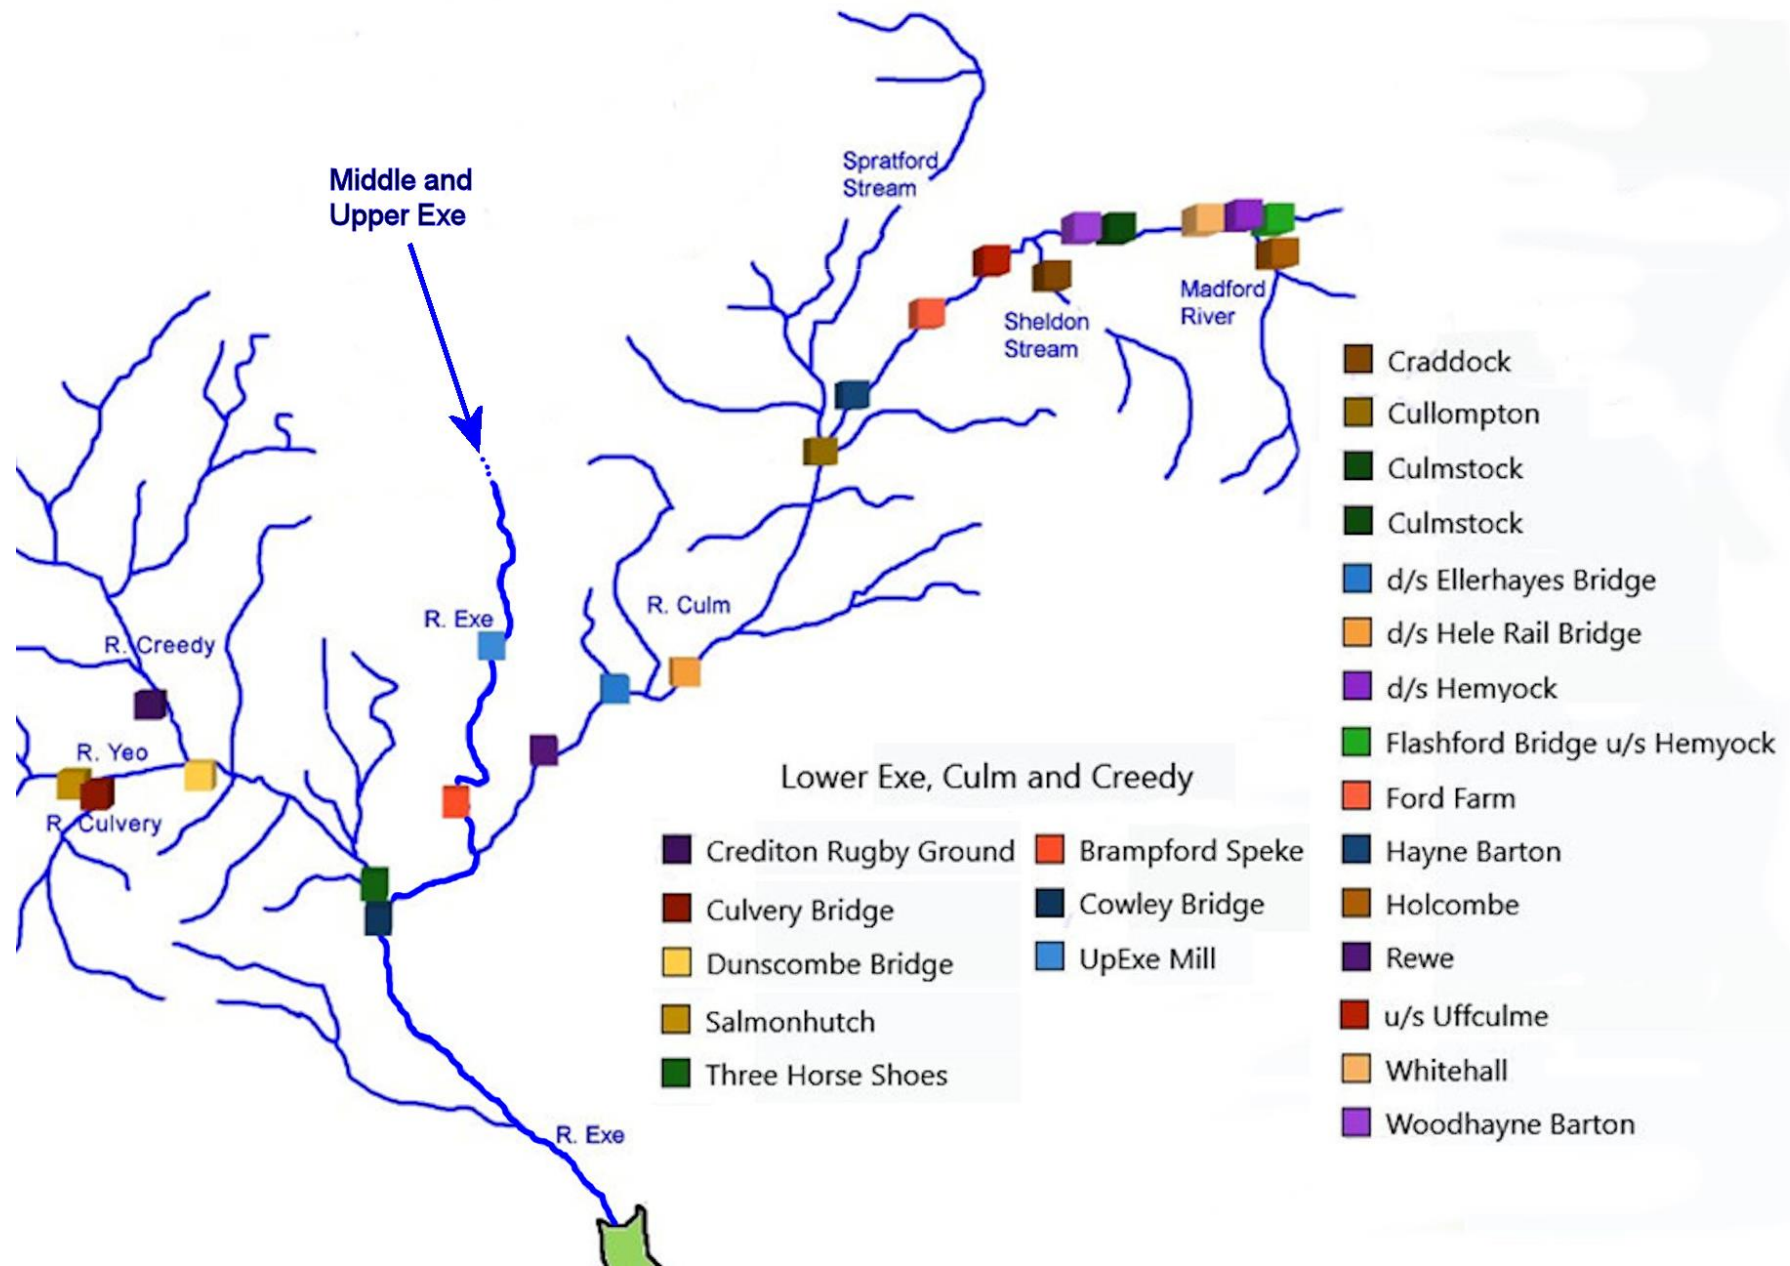 Spratford
Stream
Middle and
Upper Exe
Madford
River
Sheldon
Stream
R. Exe
R. Culm
R. Creedy
R. Yeo
R. Culvery
R. Exe
Lower Exe, Culm and Creedy
Crediton Rugby Ground
Culvery Bridge
Dunscombe Bridge
Salmonhutch
Three Horse Shoes
Brampford Speke
Cowley Bridge
UpExe Mill
Craddock
Cullompton
Culmstock
Culmstock
d/s Ellerhayes Bridge
d/s Hele Rail Bridge
d/s Hemyock
Flashford Bridge u/s Hemyock
Ford Farm
Hayne Barton
Holcombe
Rewe
u/s Uffculme
Whitehall
Woodhayne Barton